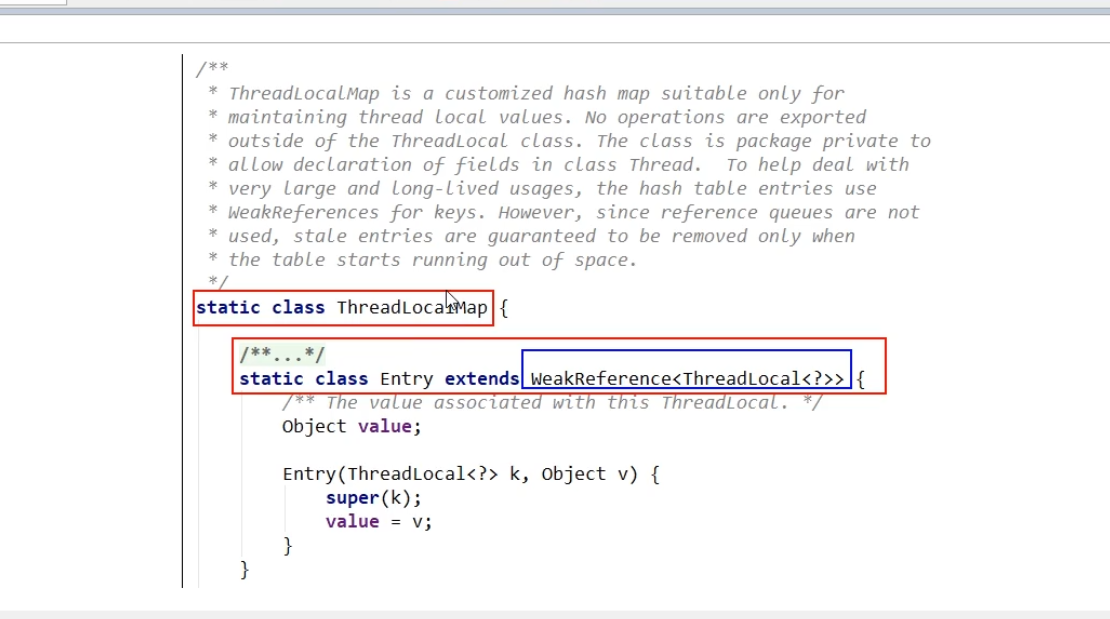 /**
 * ThreadLocalMap is a customized hash map suitable only for
 * maintaining thread local values. No operations are exported
 * outside of the ThreadLocal class. The class is package private to
 * allow declaration of fields in class Thread.  To help deal with
 * very large and long-lived usages, the hash table entries use
 * WeakReferences for keys. However, since reference queues are not
 * used, stale entries are guaranteed to be removed only when
 * the table starts running out of space.
 */
static class ThreadLocalMap {
/**...*/
static class Entry extends WeakReference<ThreadLocal<?>> {
/** The value associated with this ThreadLocal. */
Object value;
Entry(ThreadLocal<?> k, Object v) {
super(k);
value = v;
}
}